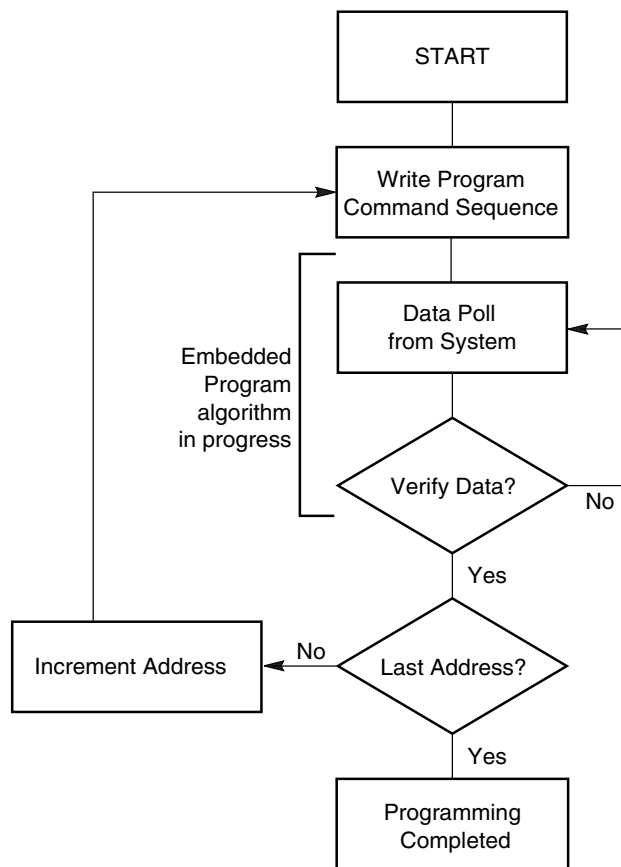 START
Write Program
Command Sequence
Data Poll
from System
Embedded
Program
algorithm
in progress
Verify Data?
No
Yes
No
Increment Address
Last Address?
Yes
Programming
Completed